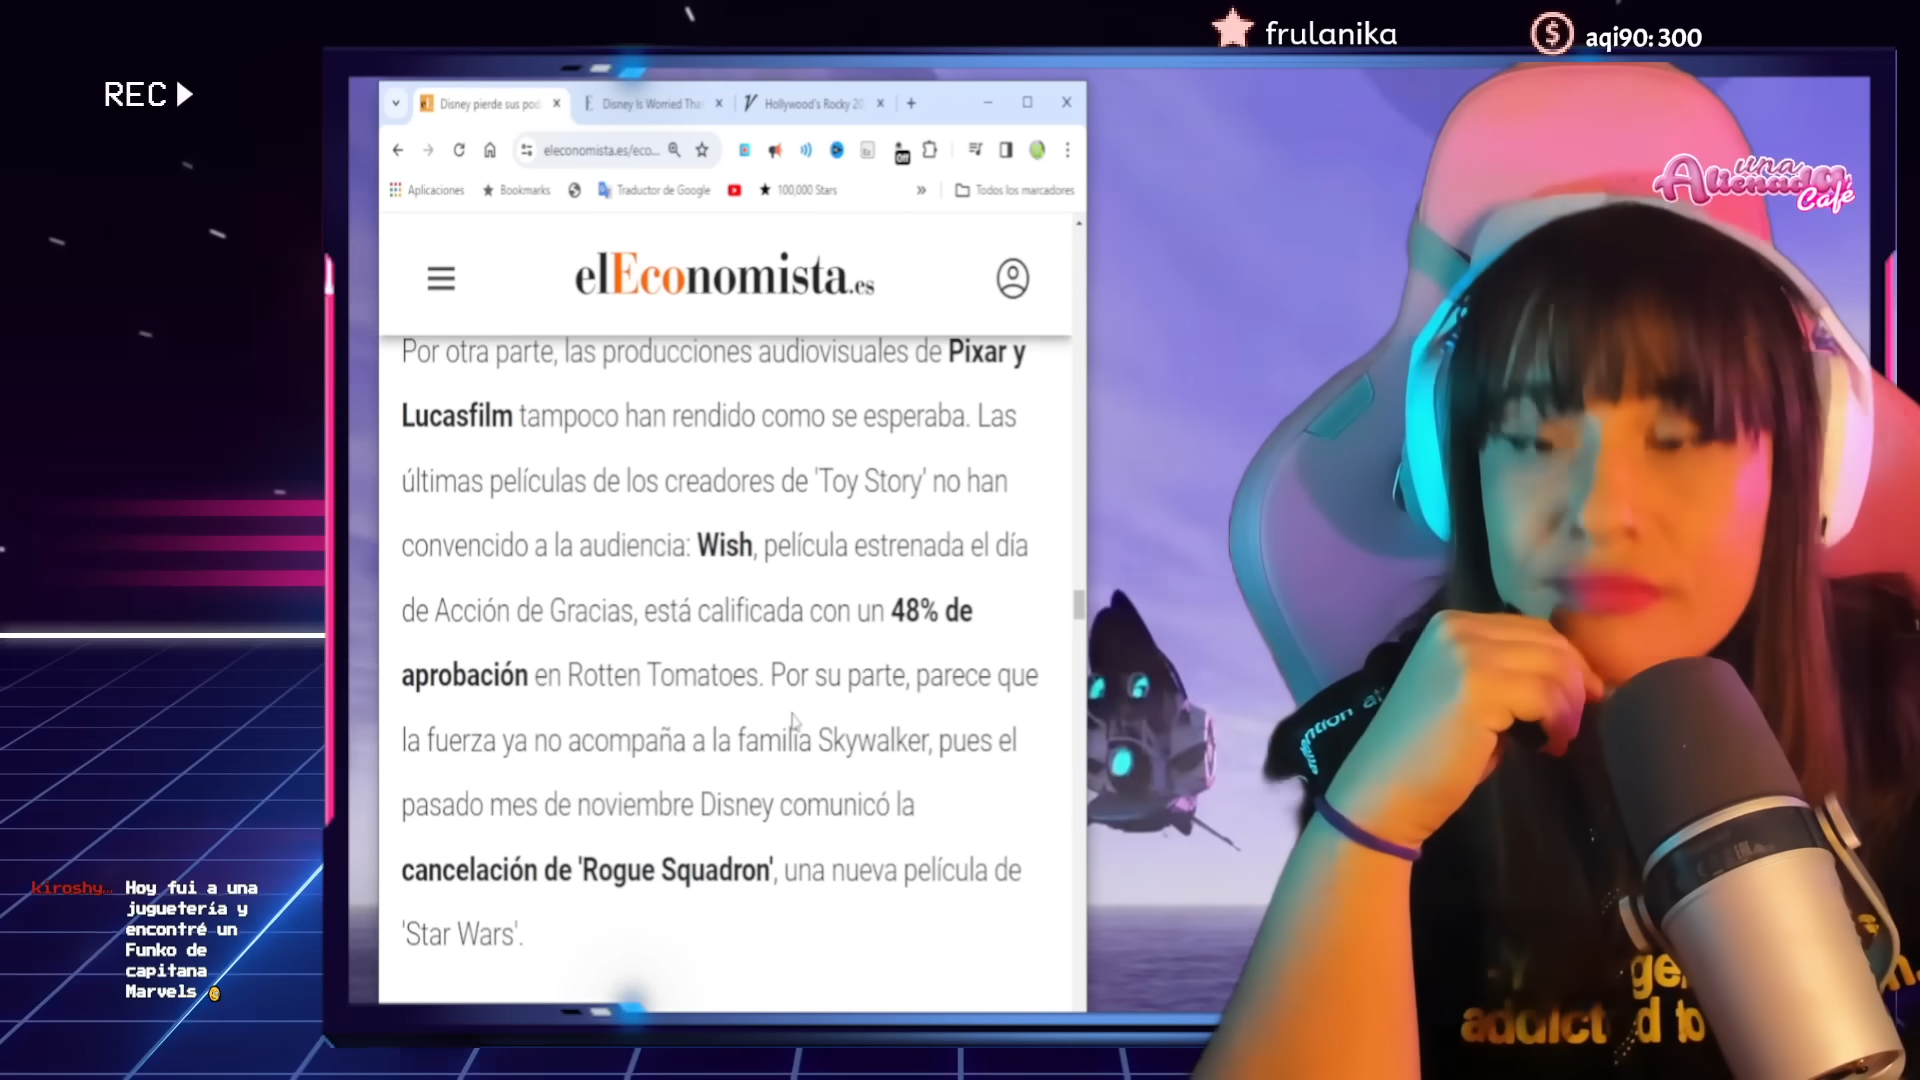 frulanika
aqi90: 300
REC
Disney pierde sus pod
Disney Is Worried Tha
Hollywood's Rocky 20
eleconomista.es/eco...
Aplicaciones
Bookmarks
Traductor de Google
100,000 Stars
Todos los marcadores
una
Alienada
Café
elEconomista.es
Por otra parte, las producciones audiovisuales de Pixar y
Lucasfilm tampoco han rendido como se esperaba. Las
últimas películas de los creadores de 'Toy Story' no han
convencido a la audiencia: Wish, película estrenada el día
de Acción de Gracias, está calificada con un 48% de
aprobación en Rotten Tomatoes. Por su parte, parece que
la fuerza ya no acompaña a la familia Skywalker, pues el
pasado mes de noviembre Disney comunicó la
cancelación de 'Rogue Squadron', una nueva película de
'Star Wars'.
kiroshy... Hoy fui a una
juguetería y
encontré un
Funko de
capitana
Marvels